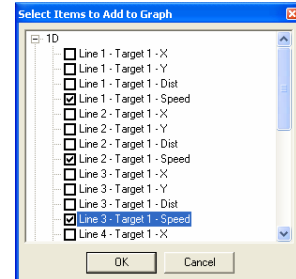 Select Items to Add to Graph
1D
Line 1 - Target 1 - X
Line 1 - Target 1 - Y
Line 1 - Target 1 - Dist
Line 1 - Target 1 - Speed
Line 2 - Target 1 - X
Line 2 - Target 1 - Y
Line 2 - Target 1 - Dist
Line 2 - Target 1 - Speed
Line 3 - Target 1 - X
Line 3 - Target 1 - Y
Line 3 - Target 1 - Dist
Line 3 - Target 1 - Speed
Line 4 - Target 1 - X
OK Cancel